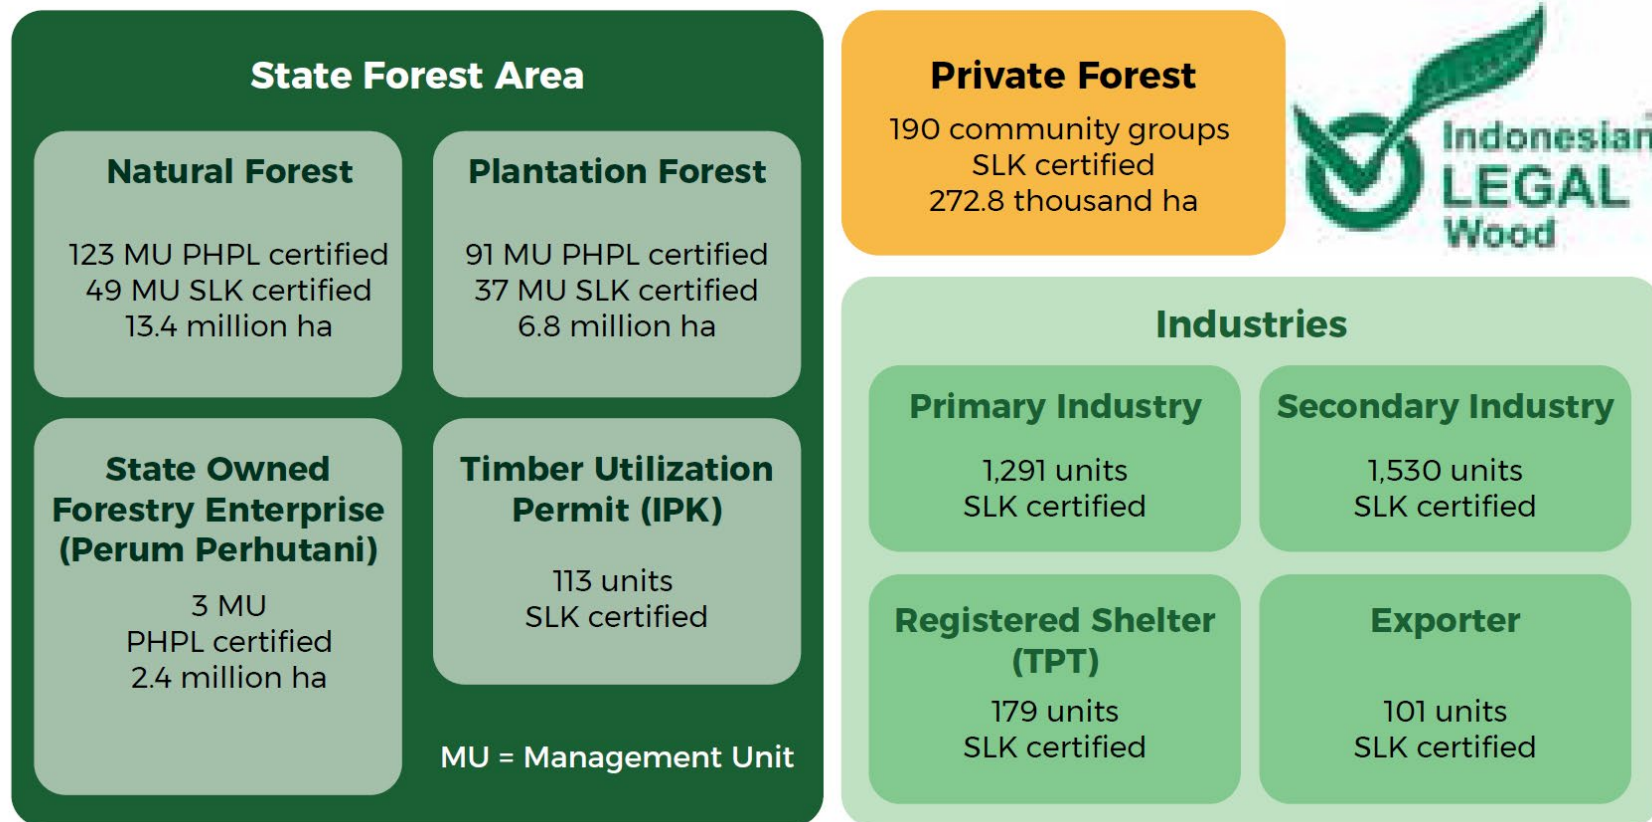 State Forest Area
Natural Forest
123 MU PHPL certified
49 MU SLK certified
13.4 million ha
Plantation Forest
91 MU PHPL certified
37 MU SLK certified
6.8 million ha
State Owned
Forestry Enterprise
(Perum Perhutani)
3 MU
PHPL certified
2.4 million ha
Timber Utilization
Permit (IPK)
113 units
SLK certified
MU = Management Unit
Private Forest
190 community groups
SLK certified
272.8 thousand ha
Indonesian
LEGAL
Wood
Industries
Primary Industry
1,291 units
SLK certified
Secondary Industry
1,530 units
SLK certified
Registered Shelter
(TPT)
179 units
SLK certified
Exporter
101 units
SLK certified